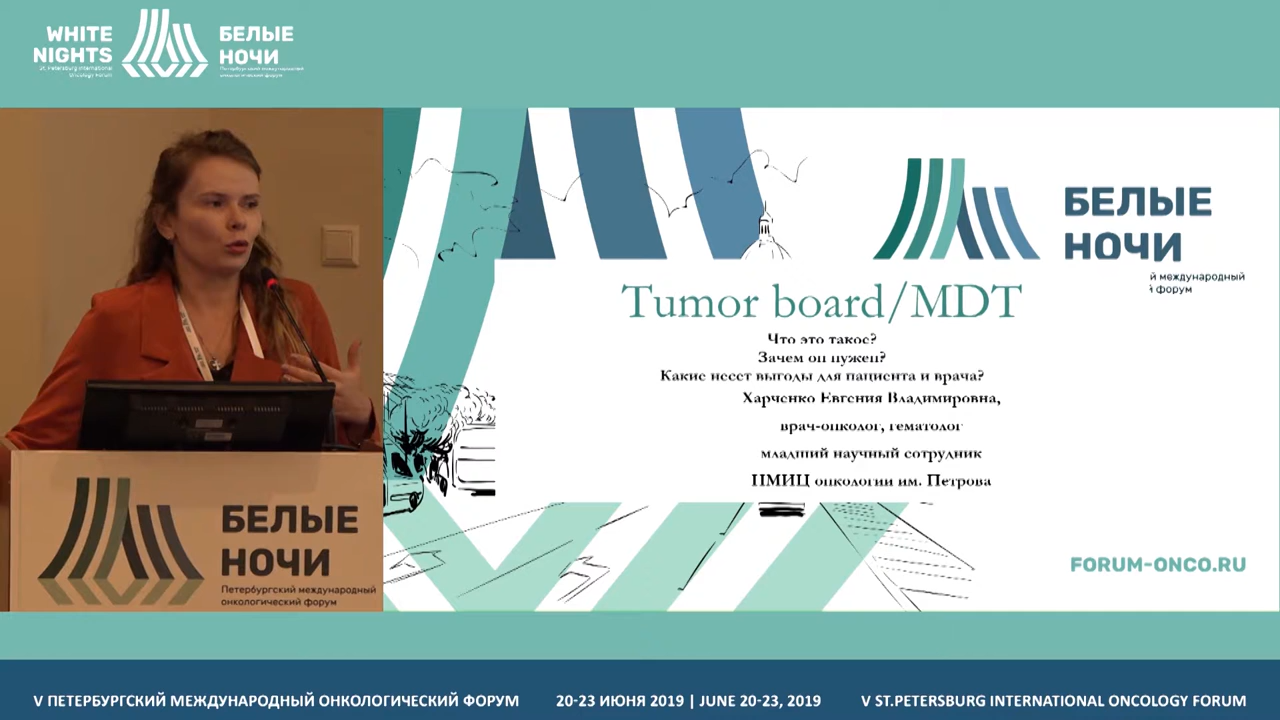 WHITE
NIGHTS
St. Petersburg International
Oncology Forum
БЕЛЫЕ
НОЧИ
Петербургский международный
онкологический форум
БЕЛЫЕ
НОЧИ
й международный
й форум
Tumor board/MDT
Что это такое?
Зачем он нужен?
Какие несет выгоды для пациента и врача?
Харченко Евгения Владимировна,
врач-онколог, гематолог
младший научный сотрудник
НМИЦ онкологии им. Петрова
FORUM-ONCO.RU
БЕЛЫЕ
НОЧИ
Петербургский международный
онкологический форум
V ПЕТЕРБУРГСКИЙ МЕЖДУНАРОДНЫЙ ОНКОЛОГИЧЕСКИЙ ФОРУМ 20-23 ИЮНЯ 2019 | JUNE 20-23, 2019 V ST.PETERSBURG INTERNATIONAL ONCOLOGY FORUM